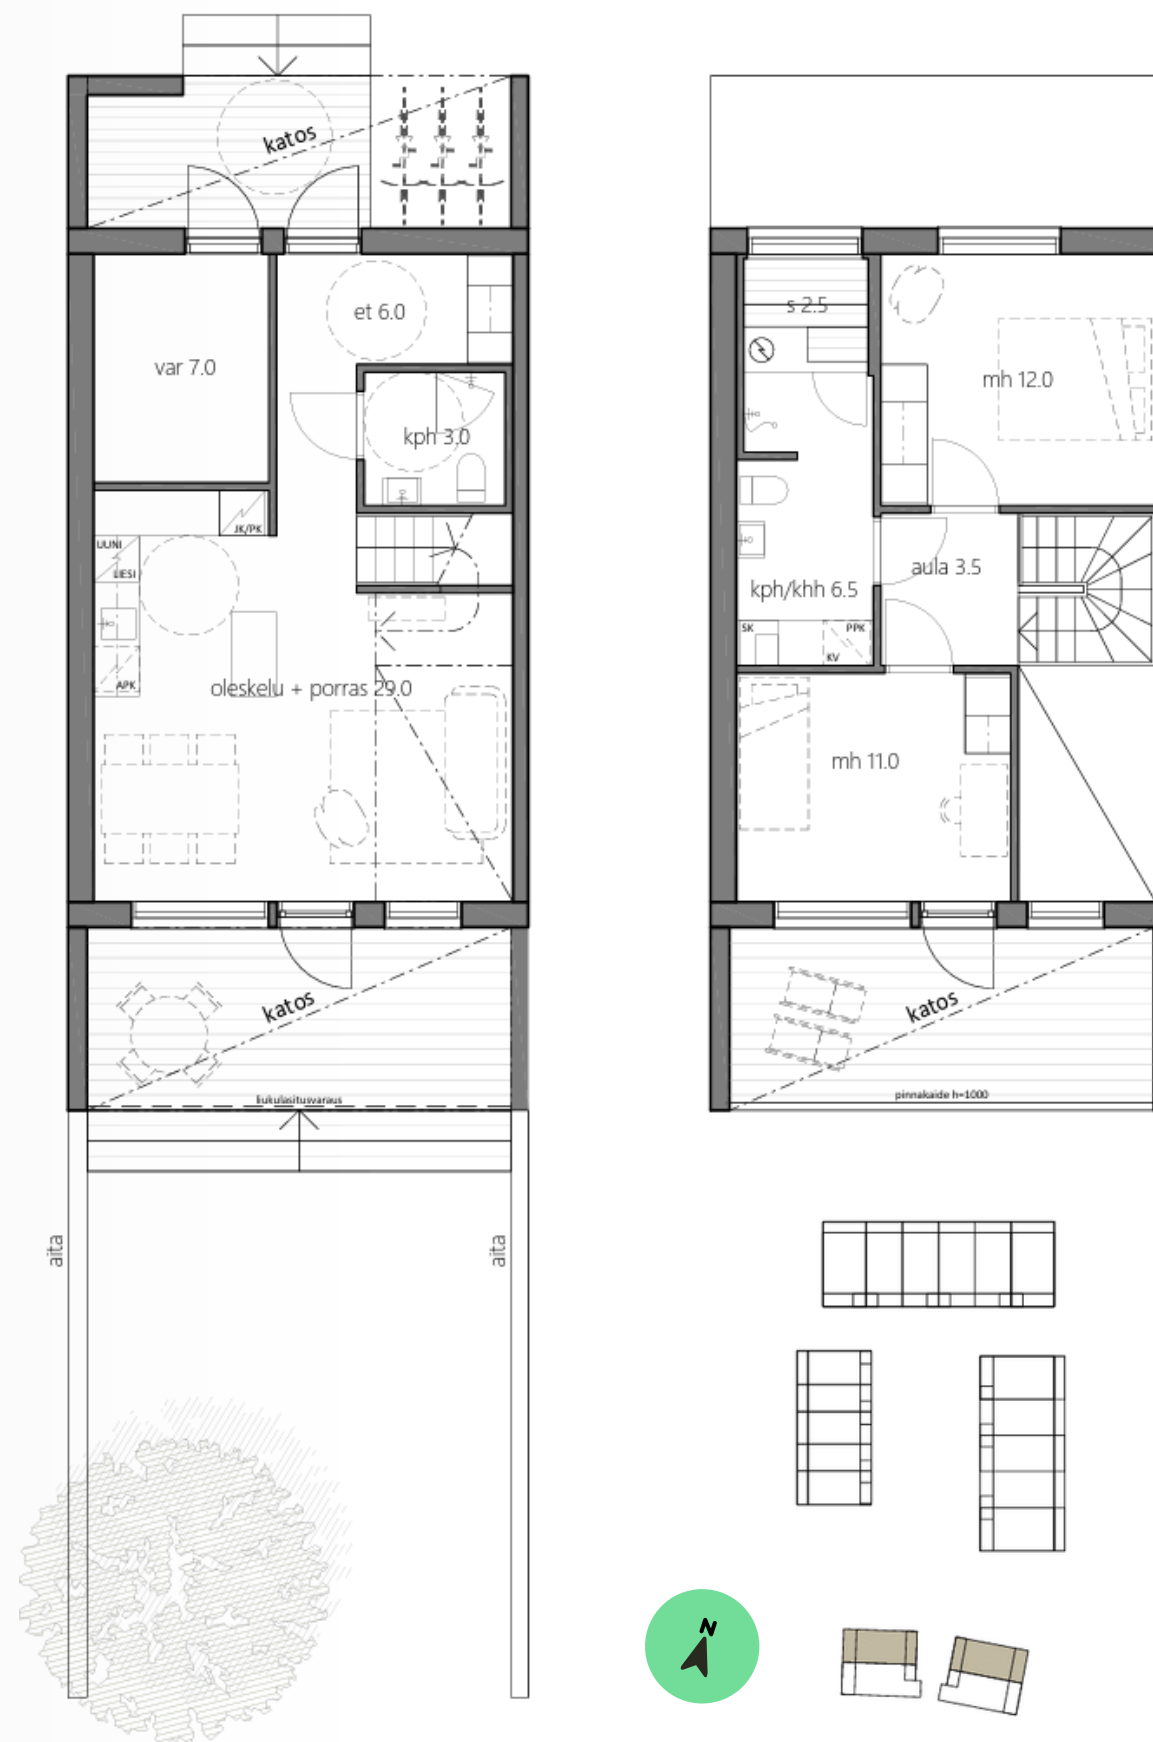 katos
et 6.0
var 7.0
kph 3.0
JK/PK
UUNI
LIESI
APK
oleskelu + porras 29.0
katos
liukulasitusvaraus
aita
aita
s 2.5
mh 12.0
aula 3.5
kph/khh 6.5
SK
PPK
KV
mh 11.0
katos
pinnakaide h=1000
N